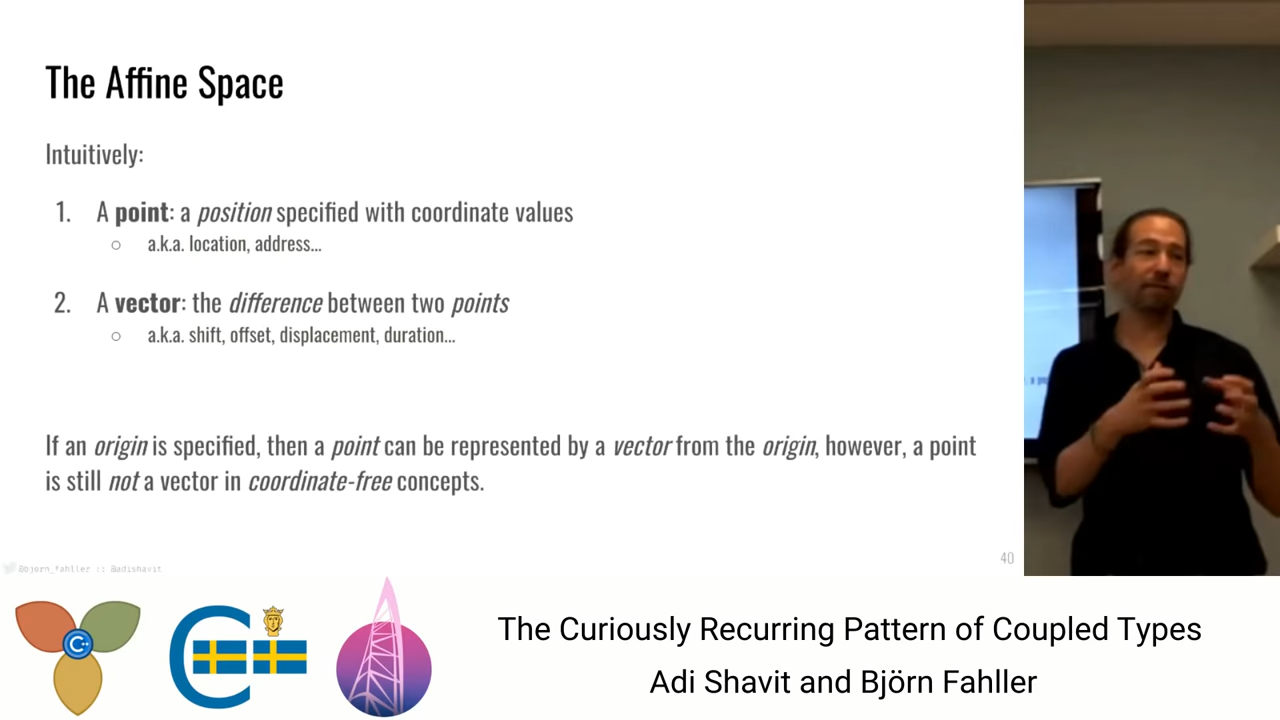 The Affine Space
Intuitively:
1. A point: a position specified with coordinate values
○ a.k.a. location, address...
2. A vector: the difference between two points
○ a.k.a. shift, offset, displacement, duration...
If an origin is specified, then a point can be represented by a vector from the origin, however, a point
is still not a vector in coordinate-free concepts.
@bjorn_fahller :: @adishavit
40
The Curiously Recurring Pattern of Coupled Types
Adi Shavit and Björn Fahller